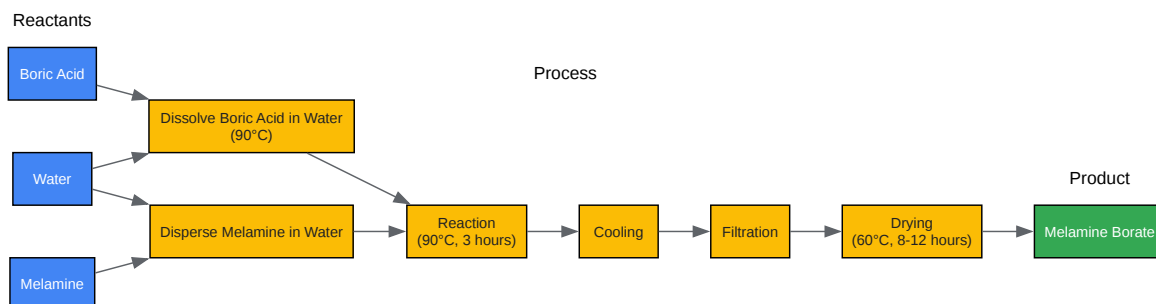 Reactants
Boric Acid
Process
Dissolve Boric Acid in Water
(90°C)
Water
Product
Disperse Melamine in Water
Reaction
(90°C, 3 hours)
Cooling
Filtration
Drying
(60°C, 8-12 hours)
Melamine Borate
Melamine